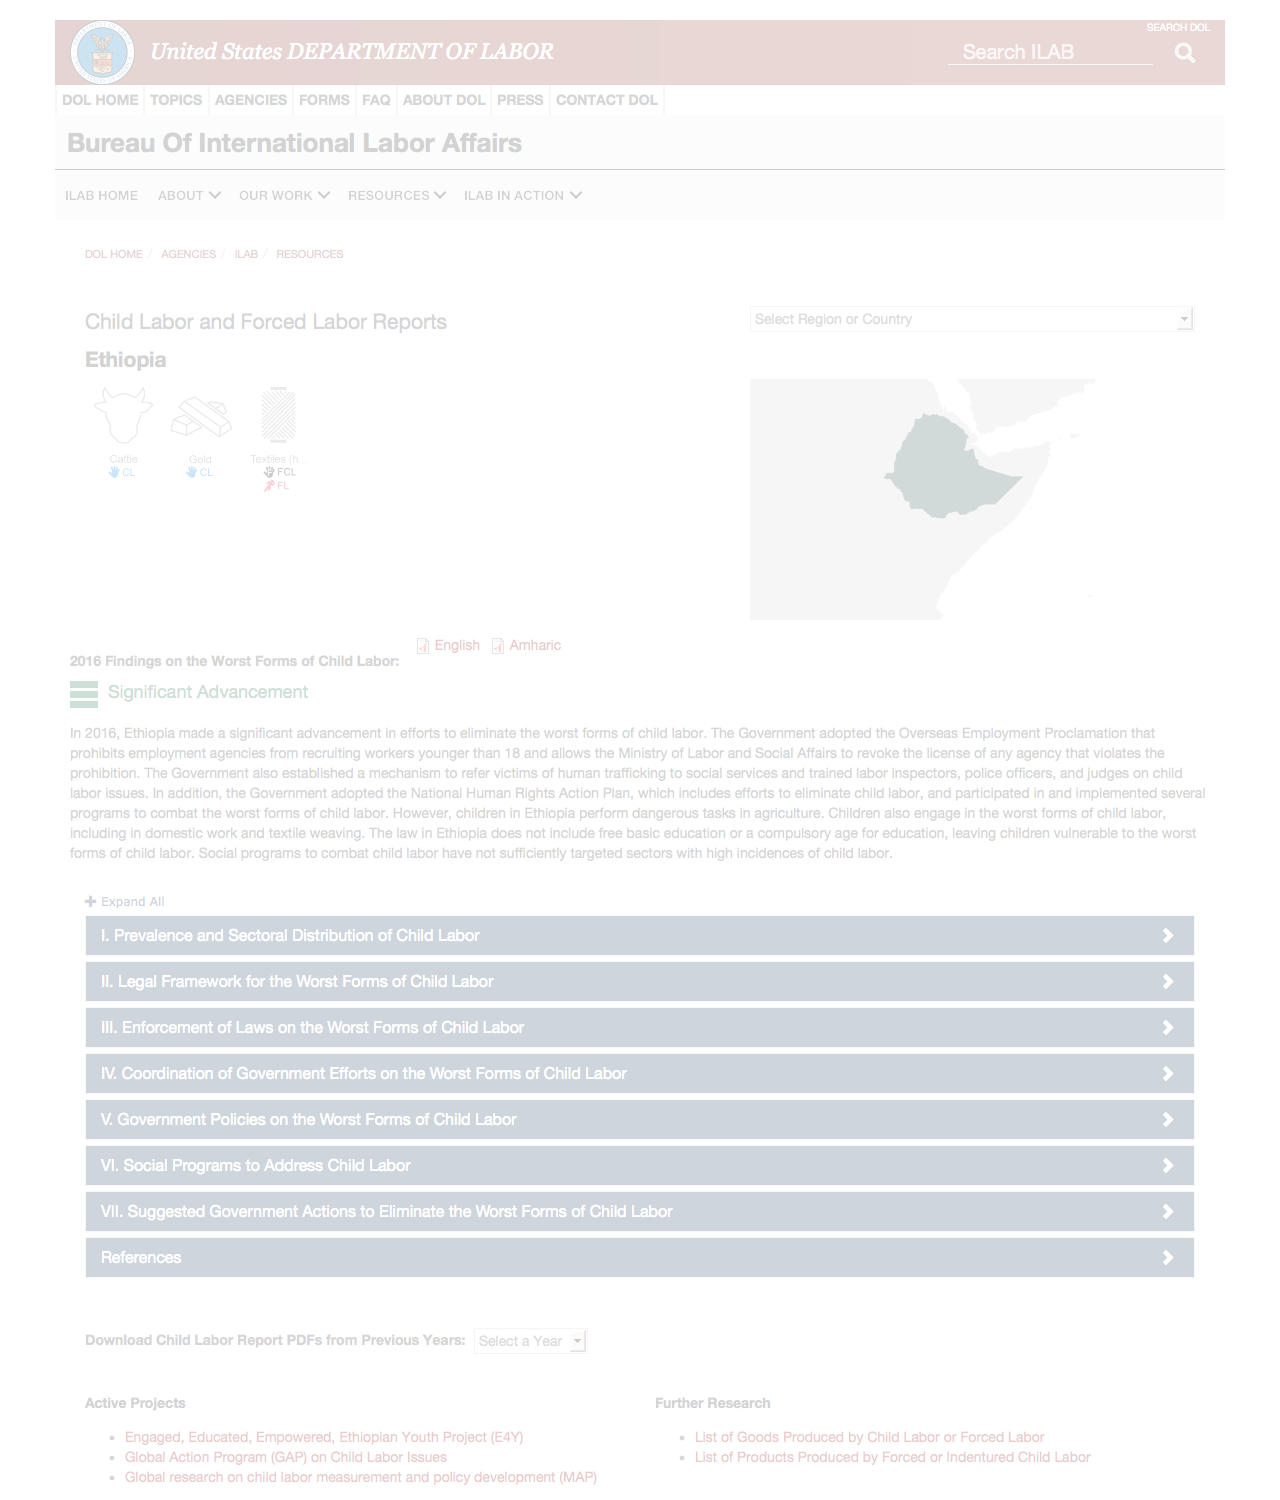 SEARCH DOL
United States DEPARTMENT OF LABOR
Search ILAB
DOL HOME TOPICS AGENCIES FORMS FAQ ABOUT DOL PRESS CONTACT DOL
Bureau Of International Labor Affairs
ILAB HOME ABOUT OUR WORK RESOURCES ILAB IN ACTION
DOL HOME / AGENCIES / ILAB / RESOURCES
Child Labor and Forced Labor Reports
Select Region or Country
Ethiopia
Cattle Gold Textiles (h...
CL CL FCL
FL
English Amharic
2016 Findings on the Worst Forms of Child Labor:
Significant Advancement
In 2016, Ethiopia made a significant advancement in efforts to eliminate the worst forms of child labor. The Government adopted the Overseas Employment Proclamation that
prohibits employment agencies from recruiting workers younger than 18 and allows the Ministry of Labor and Social Affairs to revoke the license of any agency that violates the
prohibition. The Government also established a mechanism to refer victims of human trafficking to social services and trained labor inspectors, police officers, and judges on child
labor issues. In addition, the Government adopted the National Human Rights Action Plan, which includes efforts to eliminate child labor, and participated in and implemented several
programs to combat the worst forms of child labor. However, children in Ethiopia perform dangerous tasks in agriculture. Children also engage in the worst forms of child labor,
including in domestic work and textile weaving. The law in Ethiopia does not include free basic education or a compulsory age for education, leaving children vulnerable to the worst
forms of child labor. Social programs to combat child labor have not sufficiently targeted sectors with high incidences of child labor.
Expand All
I. Prevalence and Sectoral Distribution of Child Labor
II. Legal Framework for the Worst Forms of Child Labor
III. Enforcement of Laws on the Worst Forms of Child Labor
IV. Coordination of Government Efforts on the Worst Forms of Child Labor
V. Government Policies on the Worst Forms of Child Labor
VI. Social Programs to Address Child Labor
VII. Suggested Government Actions to Eliminate the Worst Forms of Child Labor
References
Download Child Labor Report PDFs from Previous Years: Select a Year
Active Projects
Engaged, Educated, Empowered, Ethiopian Youth Project (E4Y)
Global Action Program (GAP) on Child Labor Issues
Global research on child labor measurement and policy development (MAP)
Further Research
List of Goods Produced by Child Labor or Forced Labor
List of Products Produced by Forced or Indentured Child Labor